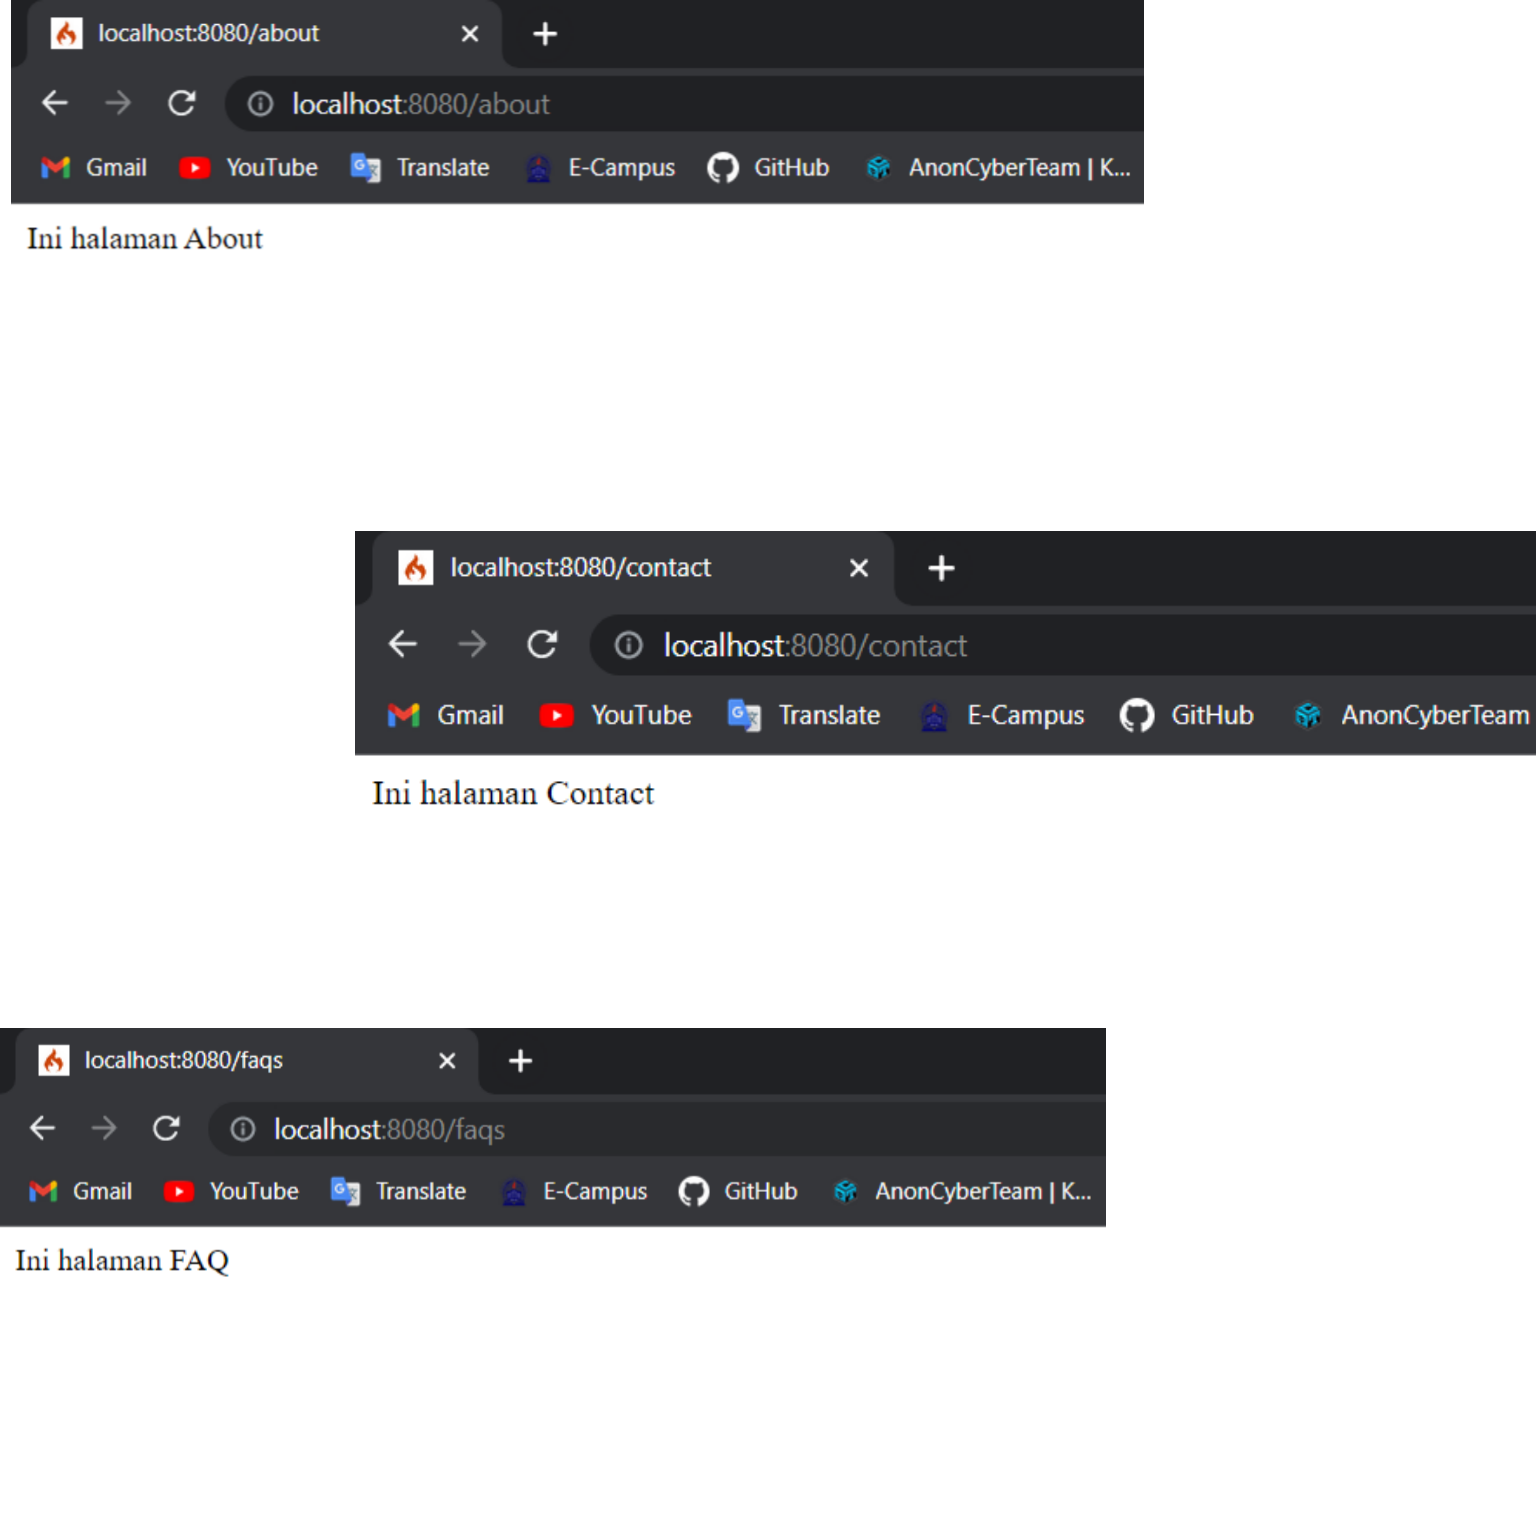 localhost:8080/about
localhost:8080/about
Gmail YouTube Translate E-Campus GitHub AnonCyberTeam | K...
Ini halaman About
localhost:8080/contact
localhost:8080/contact
Gmail YouTube Translate E-Campus GitHub AnonCyberTeam
Ini halaman Contact
localhost:8080/faqs
localhost:8080/faqs
Gmail YouTube Translate E-Campus GitHub AnonCyberTeam | K...
Ini halaman FAQ